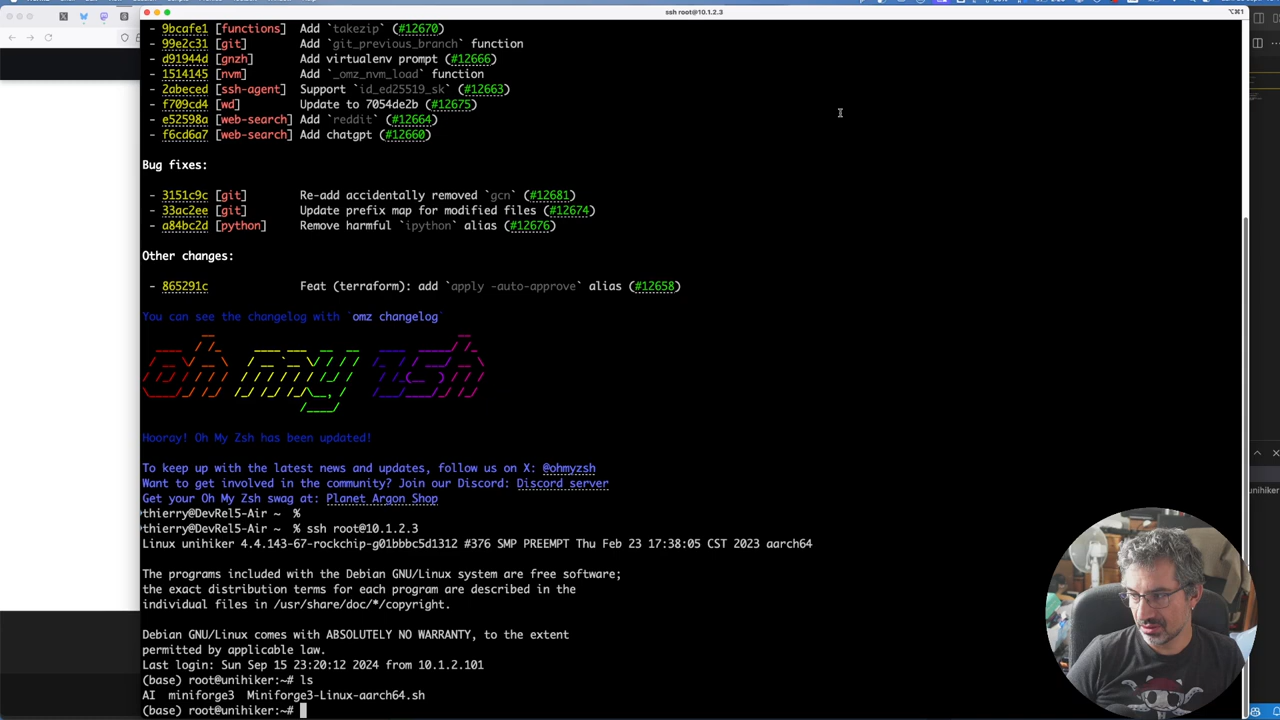 ssh root@10.1.2.3
⌥⌘1
- 9bcafe1 [functions] Add `takezip` (#12670)
- 99e2c31 [git] Add `git_previous_branch` function
- d91944d [gnzh] Add virtualenv prompt (#12666)
- 1514145 [nvm] Add `_omz_nvm_load` function
- 2abeced [ssh-agent] Support `id_ed25519_sk` (#12663)
- f709cd4 [wd] Update to 7054de2b (#12675)
- e52598a [web-search] Add `reddit` (#12664)
- f6cd6a7 [web-search] Add chatgpt (#12660)
Bug fixes:
- 3151c9c [git] Re-add accidentally removed `gcn` (#12681)
- 33ac2ee [git] Update prefix map for modified files (#12674)
- a84bc2d [python] Remove harmful `ipython` alias (#12676)
Other changes:
- 865291c Feat (terraform): add `apply -auto-approve` alias (#12658)
You can see the changelog with `omz changelog`
oh my zsh
Hooray! Oh My Zsh has been updated!
To keep up with the latest news and updates, follow us on X: @ohmyzsh
Want to get involved in the community? Join our Discord: Discord server
Get your Oh My Zsh swag at: Planet Argon Shop
thierry@DevRel5-Air ~ %
thierry@DevRel5-Air ~ % ssh root@10.1.2.3
Linux unihiker 4.4.143-67-rockchip-g01bbbc5d1312 #376 SMP PREEMPT Thu Feb 23 17:38:05 CST 2023 aarch64
The programs included with the Debian GNU/Linux system are free software;
the exact distribution terms for each program are described in the
individual files in /usr/share/doc/*/copyright.
Debian GNU/Linux comes with ABSOLUTELY NO WARRANTY, to the extent
permitted by applicable law.
Last login: Sun Sep 15 23:20:12 2024 from 10.1.2.101
(base) root@unihiker:~# ls
AI miniforge3 Miniforge3-Linux-aarch64.sh
(base) root@unihiker:~#
unihiker